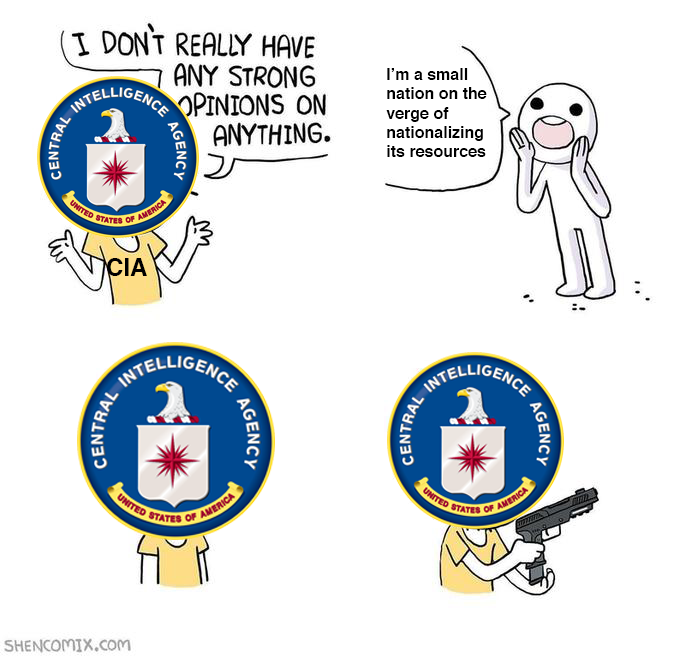 I DON'T REALLY HAVE
ANY STRONG
OPINIONS ON
ANYTHING.
CENTRAL INTELLIGENCE AGENCY
UNITED STATES OF AMERICA
CIA
I'm a small
nation on the
verge of
nationalizing
its resources
CENTRAL INTELLIGENCE AGENCY
UNITED STATES OF AMERICA
CENTRAL INTELLIGENCE AGENCY
UNITED STATES OF AMERICA
SHENCOMIX.COM